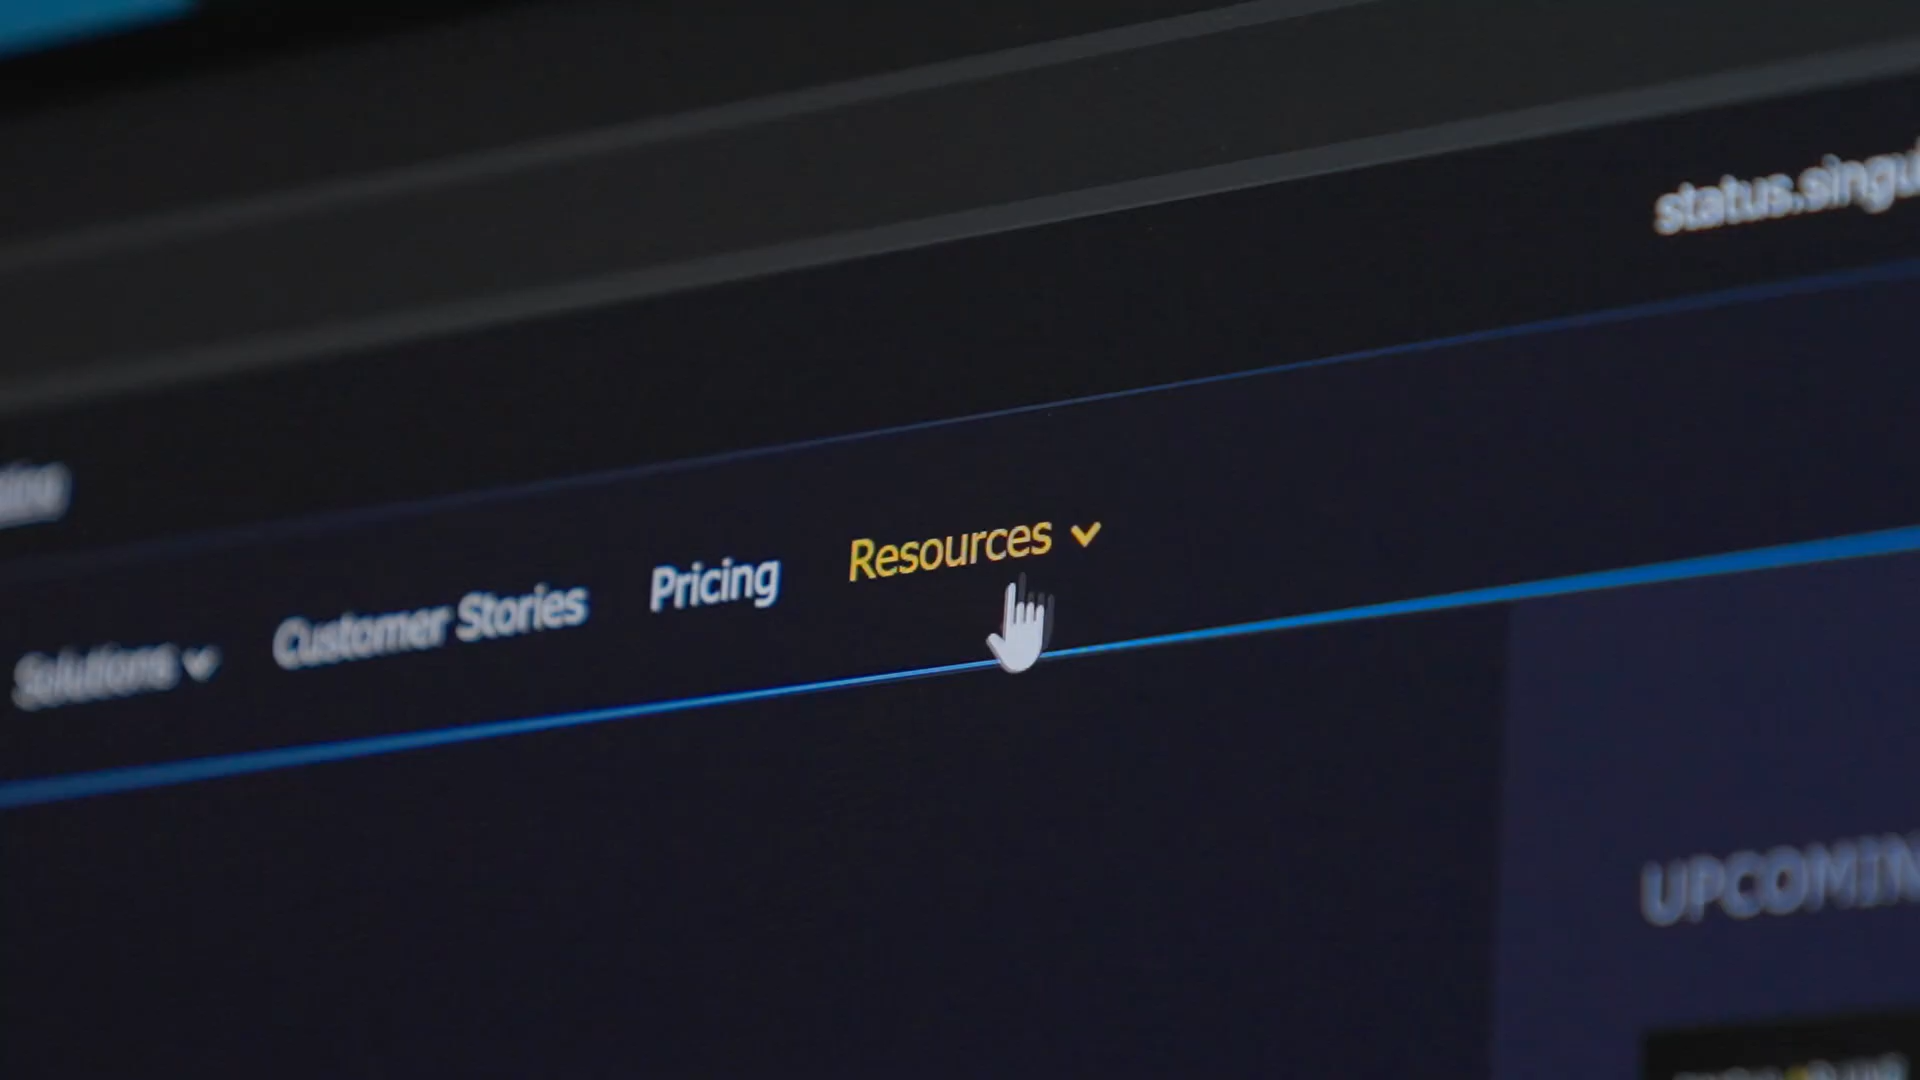 status.singu
Solutions
Customer Stories
Pricing
Resources
UPCOMIN